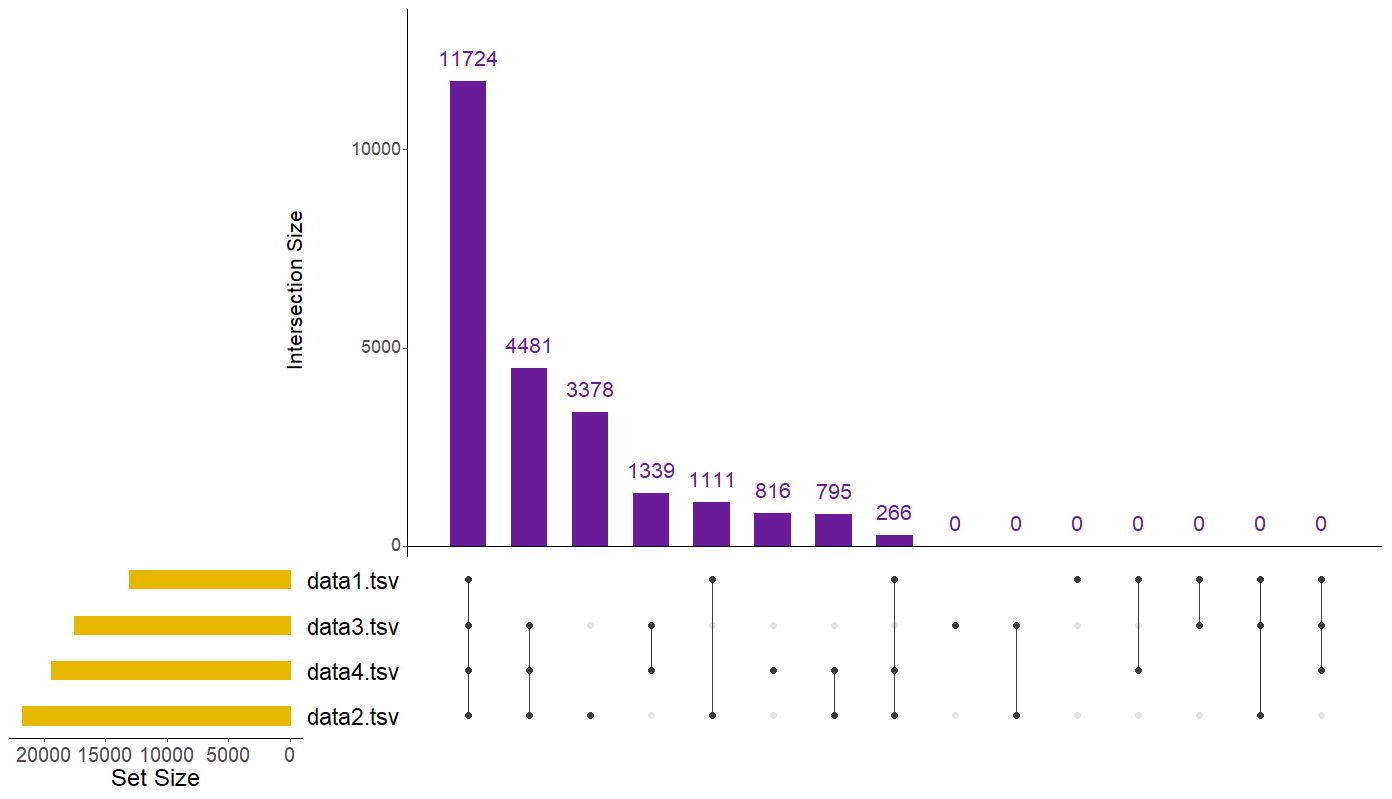 11724
10000
Intersection Size
5000
4481
3378
1339
1111
816
795
266
0
0
0
0
0
0
0
0
data1.tsv
data3.tsv
data4.tsv
data2.tsv
20000 15000 10000 5000 0
Set Size